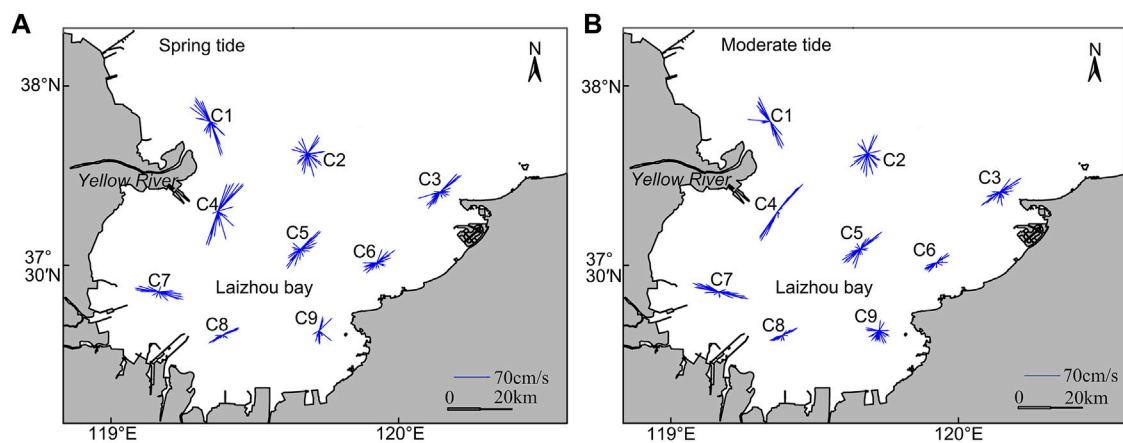 A
Spring tide
N
38°N
C1
C2
Yellow River
C3
C4
C5
C6
37°
30′N
C7
Laizhou bay
C8
C9
70cm/s
0 20km
119°E
120°E
B
Moderate tide
N
38°N
C1
C2
Yellow River
C3
C4
C5
C6
37°
30′N
C7
Laizhou bay
C8
C9
70cm/s
0 20km
119°E
120°E